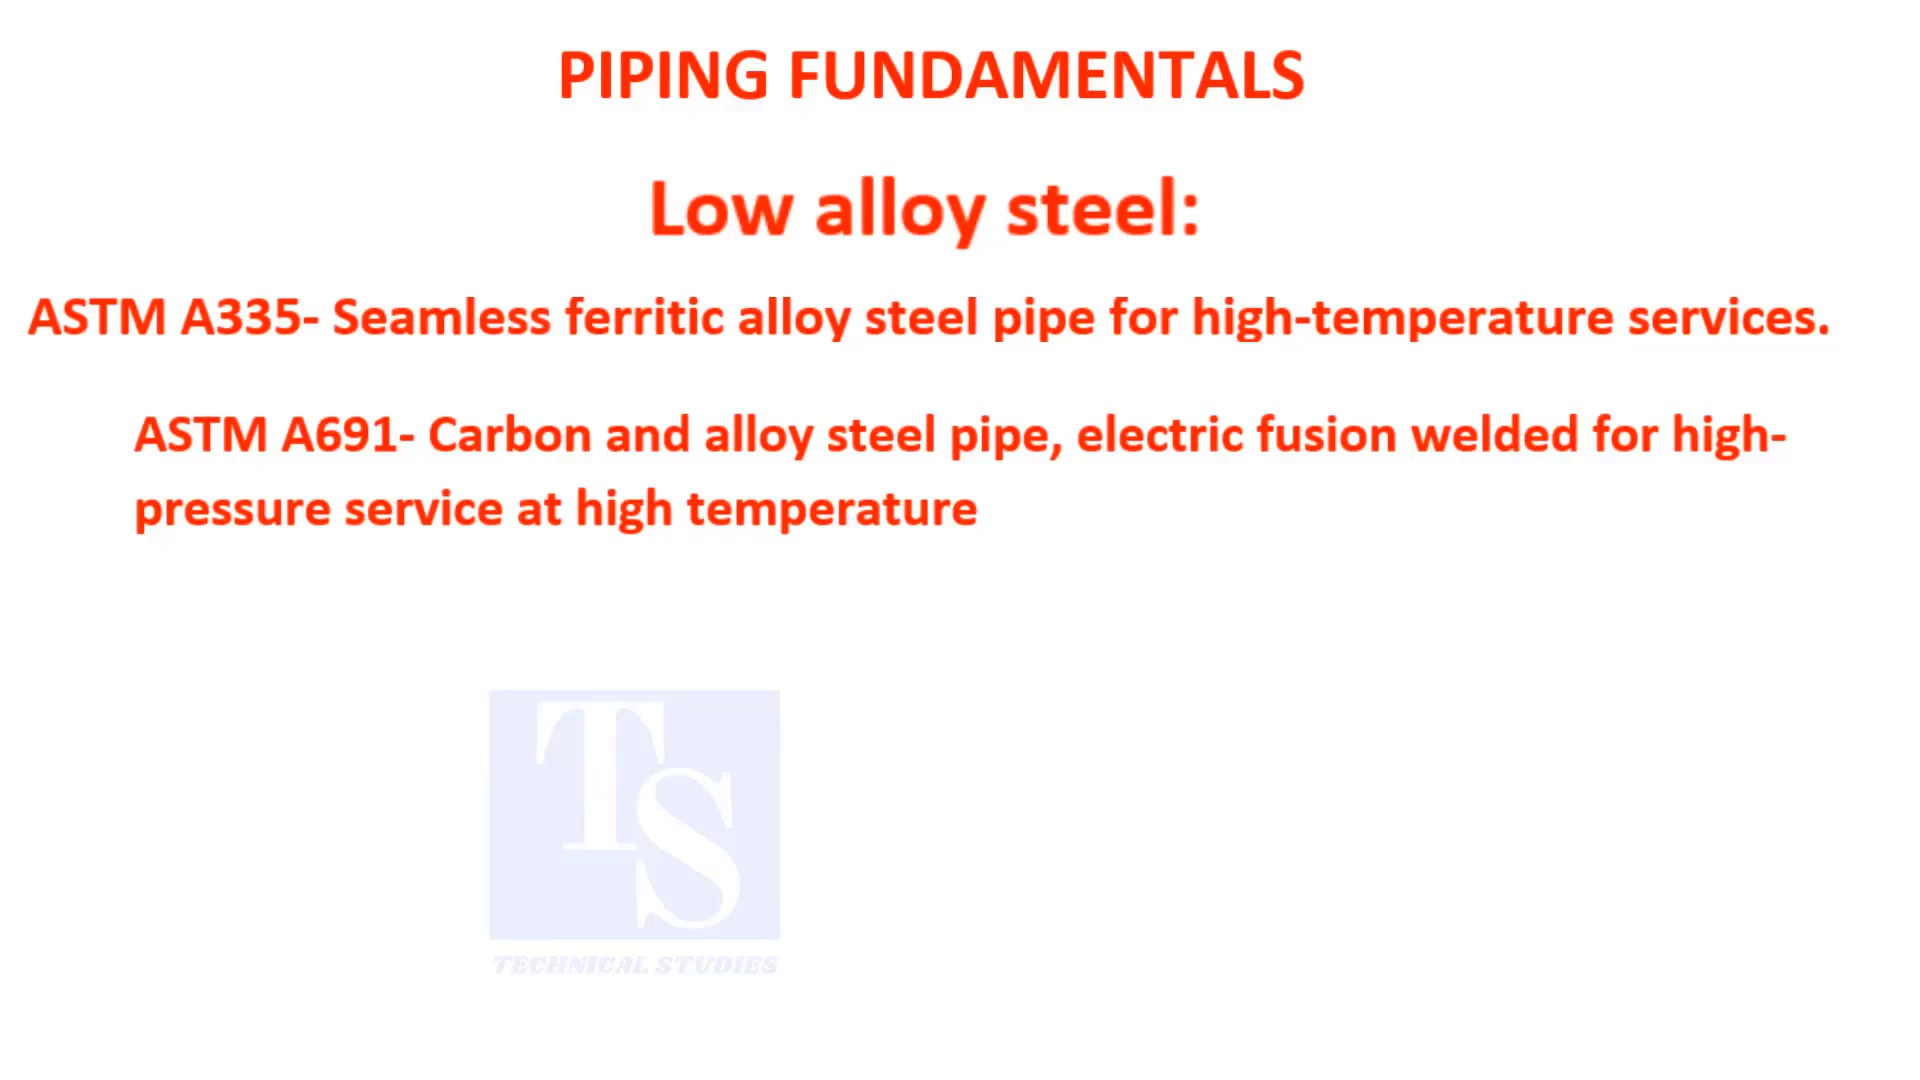 PIPING FUNDAMENTALS
Low alloy steel:
ASTM A335- Seamless ferritic alloy steel pipe for high-temperature services.
ASTM A691- Carbon and alloy steel pipe, electric fusion welded for high-
pressure service at high temperature
TS
TECHNICAL STUDIES